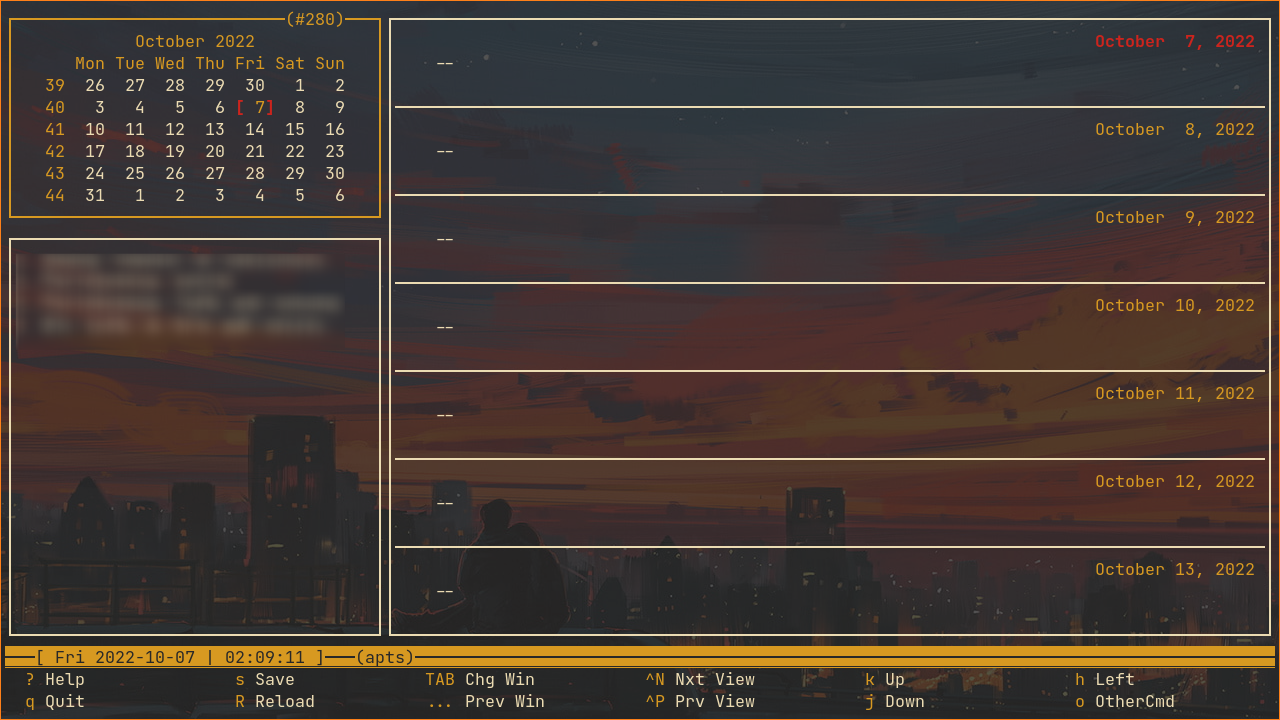 (#280)
October 2022
Mon Tue Wed Thu Fri Sat Sun
39 26 27 28 29 30 1 2
40 3 4 5 6 [ 7] 8 9
41 10 11 12 13 14 15 16
42 17 18 19 20 21 22 23
43 24 25 26 27 28 29 30
44 31 1 2 3 4 5 6
October 7, 2022
--
October 8, 2022
--
October 9, 2022
--
October 10, 2022
--
October 11, 2022
--
October 12, 2022
--
October 13, 2022
--
[ Fri 2022-10-07 | 02:09:11 ] (apts)
? Help s Save TAB Chg Win ^N Nxt View k Up h Left
q Quit R Reload ... Prev Win ^P Prv View j Down o OtherCmd